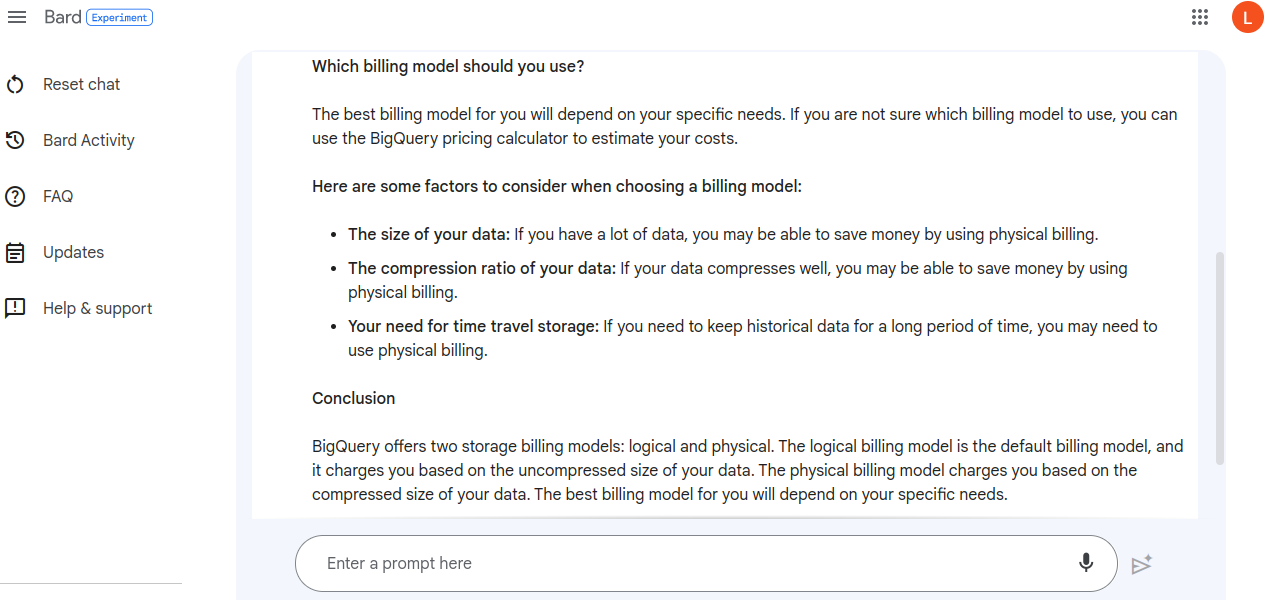 Bard Experiment
L
Reset chat
Bard Activity
FAQ
Updates
Help & support
Which billing model should you use?
The best billing model for you will depend on your specific needs. If you are not sure which billing model to use, you can
use the BigQuery pricing calculator to estimate your costs.
Here are some factors to consider when choosing a billing model:
• The size of your data: If you have a lot of data, you may be able to save money by using physical billing.
• The compression ratio of your data: If your data compresses well, you may be able to save money by using
physical billing.
• Your need for time travel storage: If you need to keep historical data for a long period of time, you may need to
use physical billing.
Conclusion
BigQuery offers two storage billing models: logical and physical. The logical billing model is the default billing model, and
it charges you based on the uncompressed size of your data. The physical billing model charges you based on the
compressed size of your data. The best billing model for you will depend on your specific needs.
Enter a prompt here